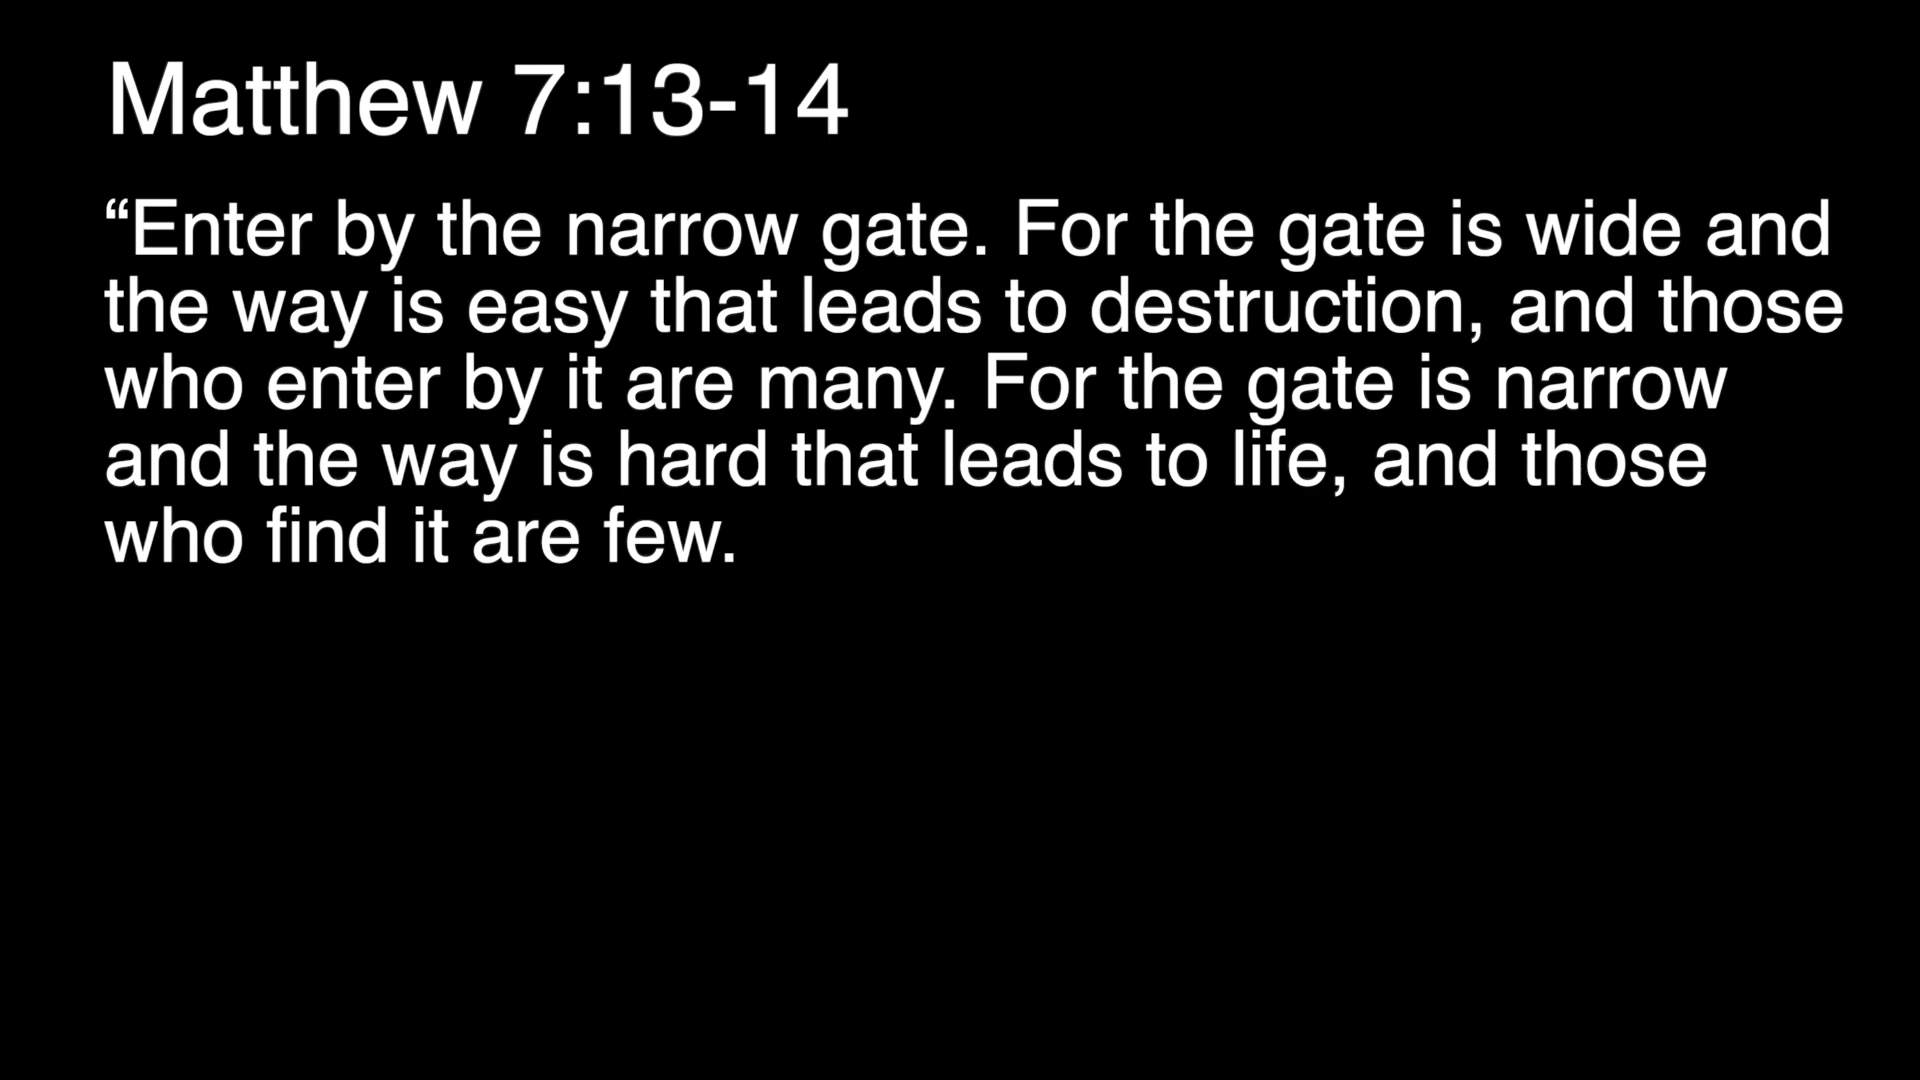 Matthew 7:13-14
“Enter by the narrow gate. For the gate is wide and
the way is easy that leads to destruction, and those
who enter by it are many. For the gate is narrow
and the way is hard that leads to life, and those
who find it are few.